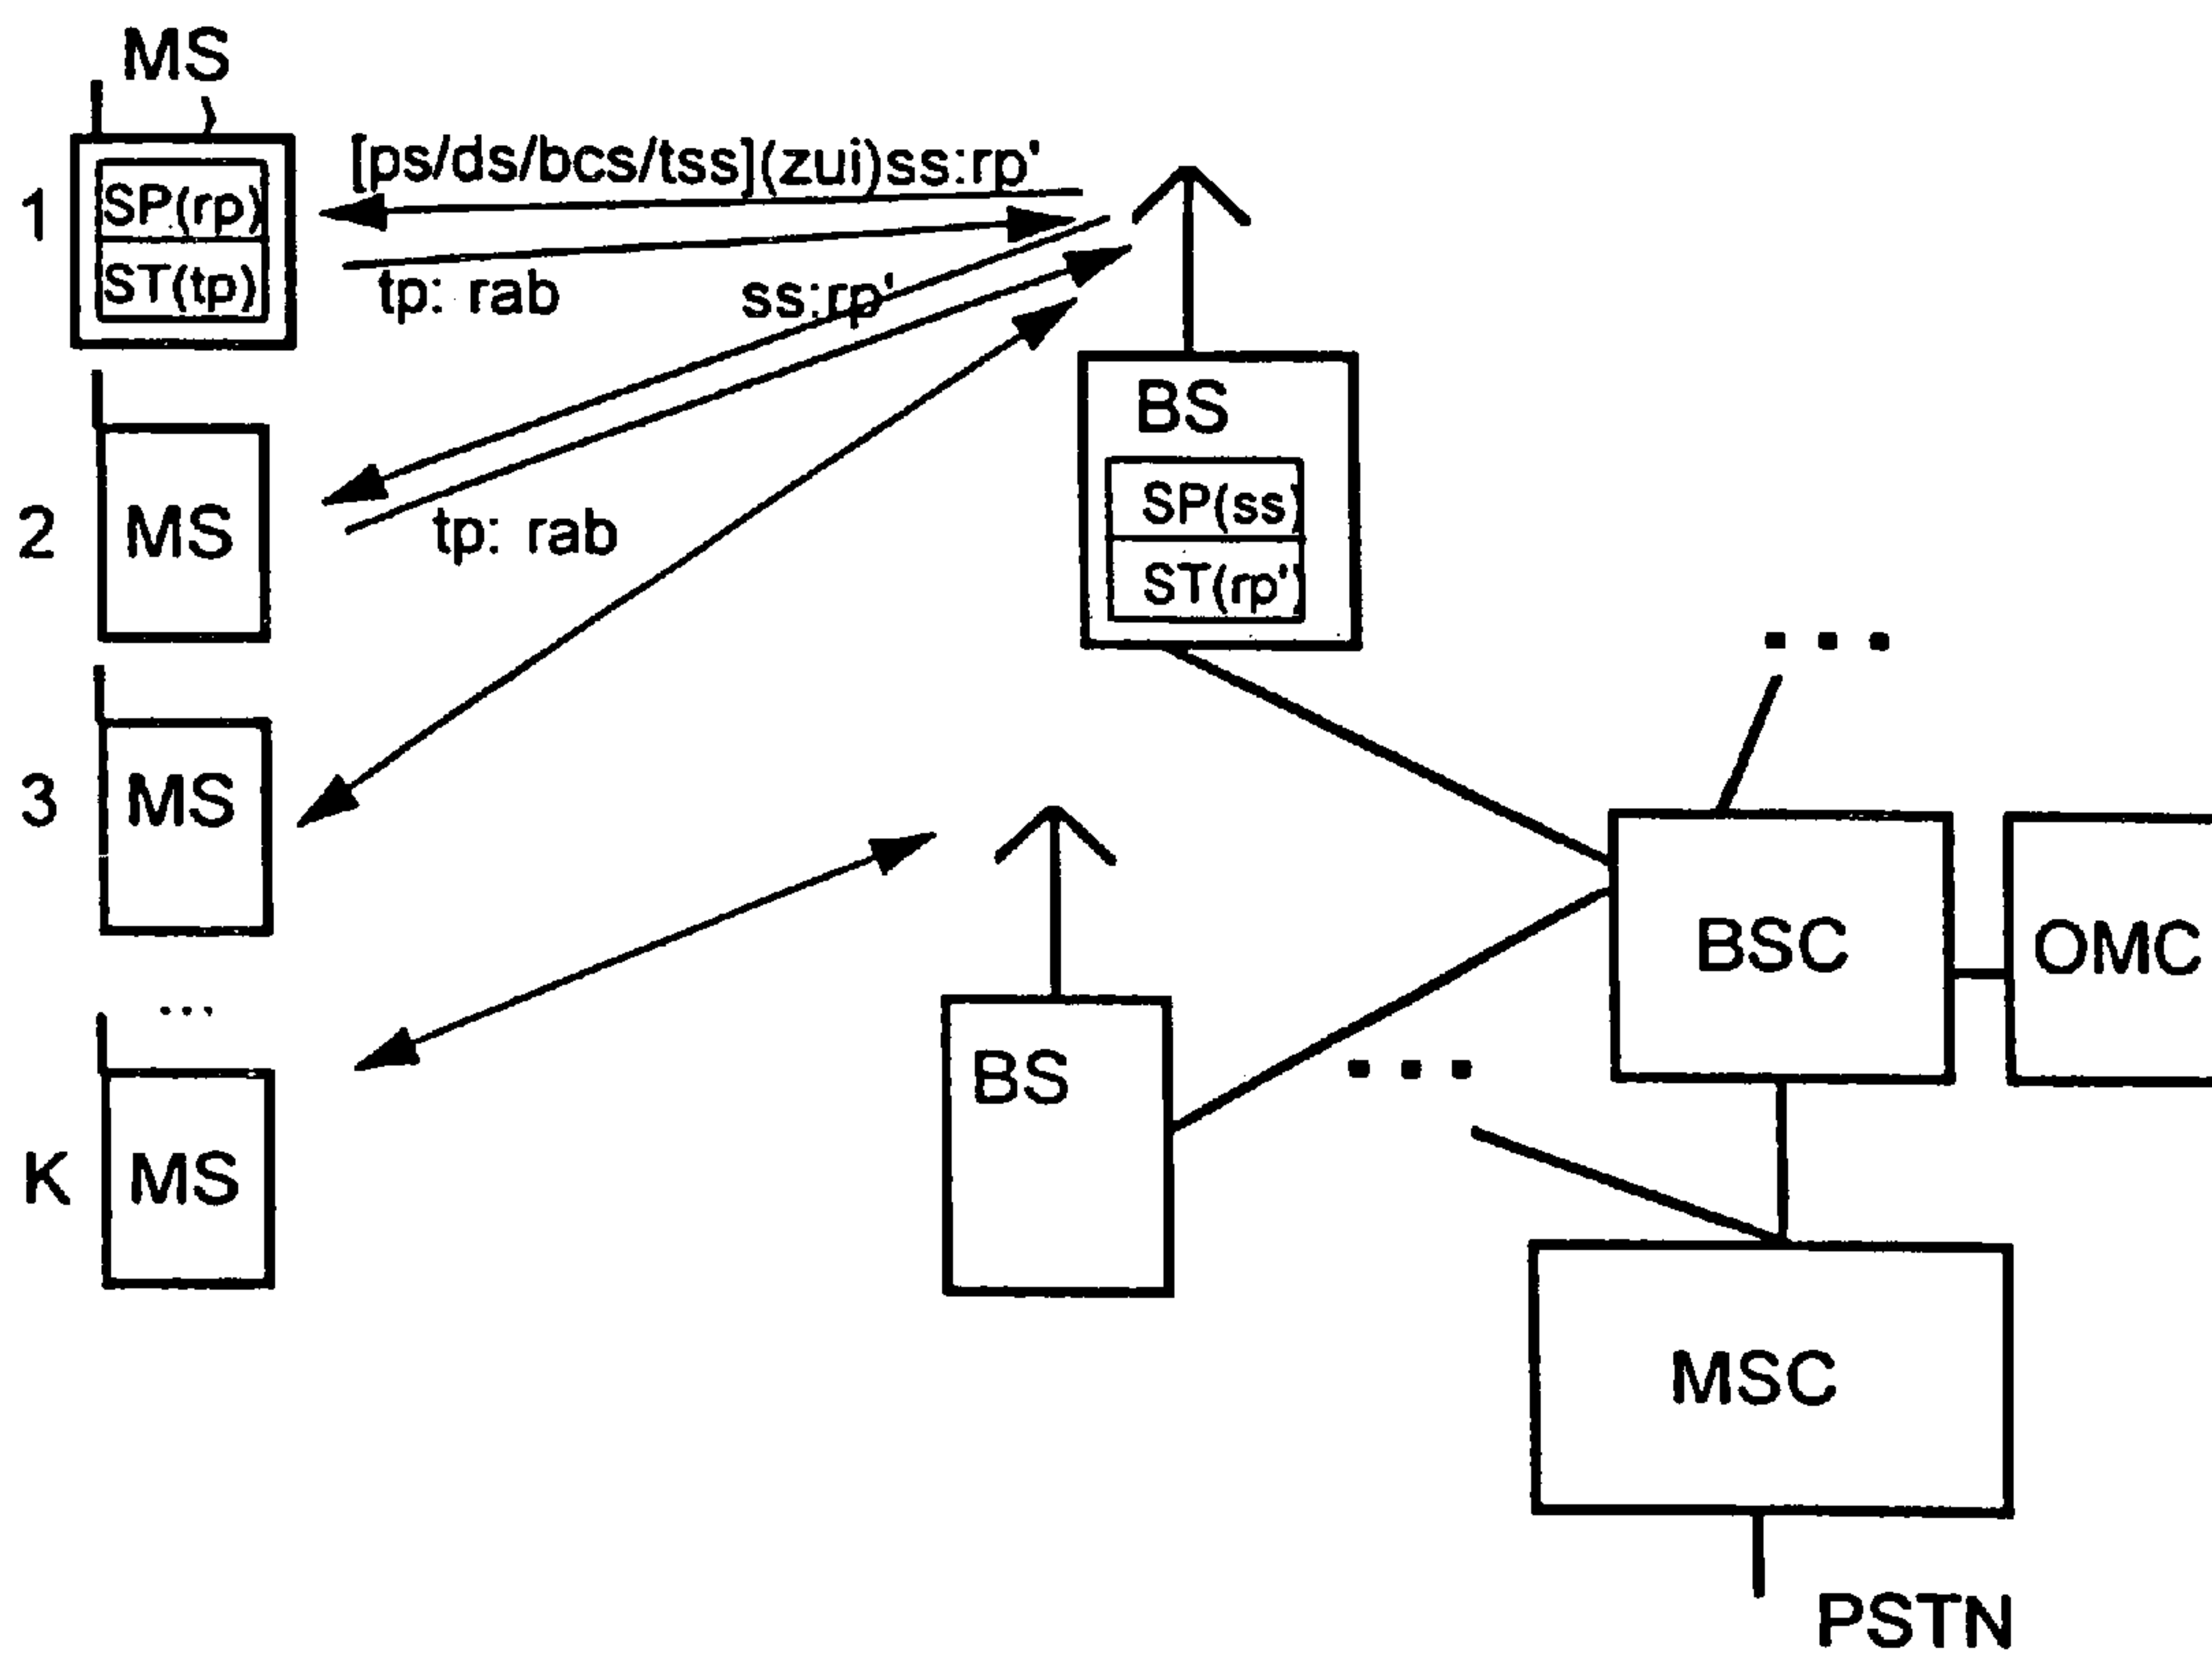 MS
[ps/ds/bcs/tss](zui)ss:rp'
1
SP(rp)
ST(tp)
tp: rab
ss:rp'
BS
SP(ss)
ST(rp')
2
MS
tp: rab
...
3
MS
BSC
OMC
...
BS
...
K
MS
MSC
PSTN